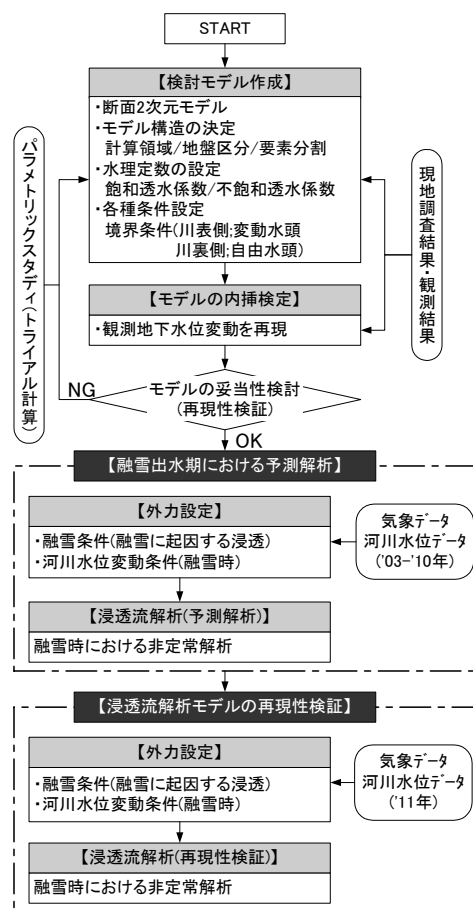 START
【検討モデル作成】
・断面2次元モデル
・モデル構造の決定
計算領域/地盤区分/要素分割
・水理定数の設定
飽和透水係数/不飽和透水係数
・各種条件設定
境界条件(川表側;変動水頭
川裏側;自由水頭)
パラメトリックスタディ(トライアル計算)
現地調査結果・観測結果
【モデルの内挿検定】
・観測地下水位変動を再現
NG
モデルの妥当性検討
(再現性検証)
OK
【融雪出水期における予測解析】
【外力設定】
・融雪条件(融雪に起因する浸透)
・河川水位変動条件(融雪時)
気象データ
河川水位データ
('03-'10年)
【浸透流解析(予測解析)】
融雪時における非定常解析
【浸透流解析モデルの再現性検証】
【外力設定】
・融雪条件(融雪に起因する浸透)
・河川水位変動条件(融雪時)
気象データ
河川水位データ
('11年)
【浸透流解析(再現性検証)】
融雪時における非定常解析